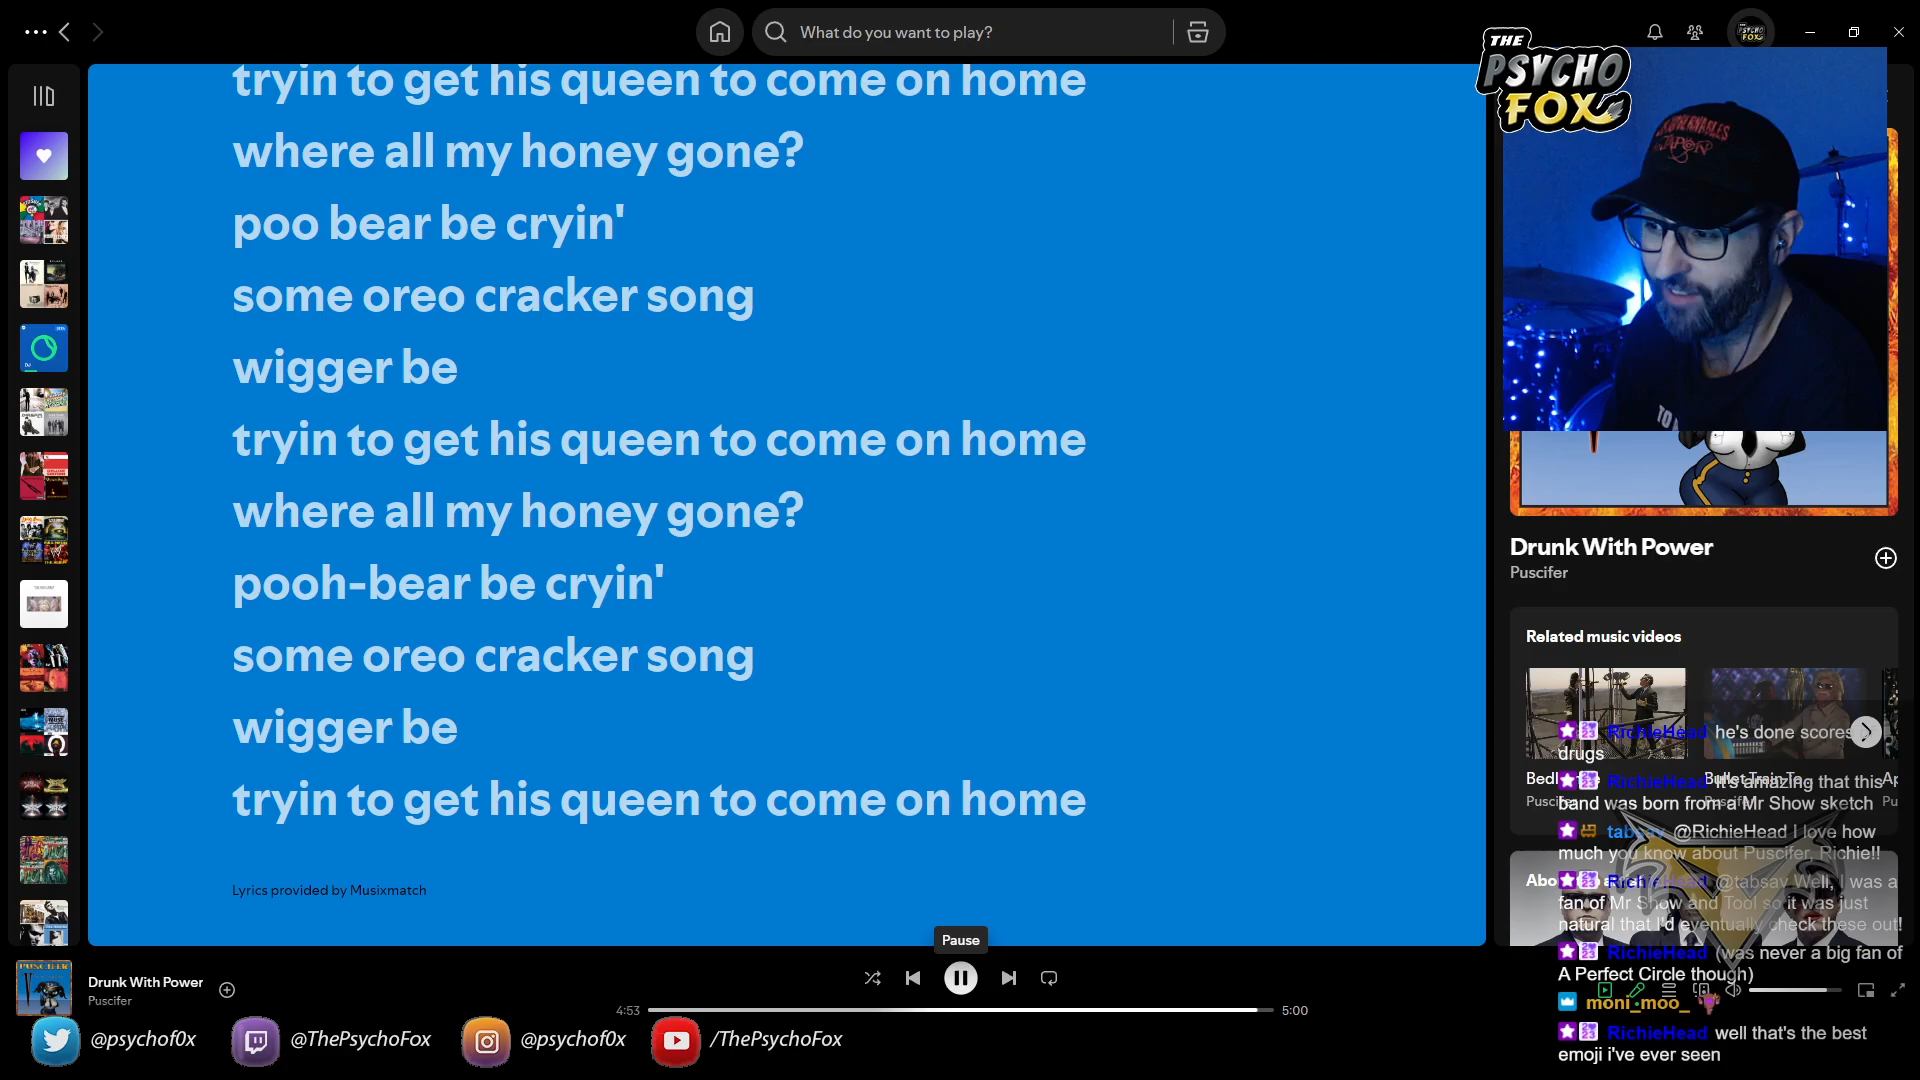 What do you want to play?
THE
PSYCHO
FOX
tryin to get his queen to come on home
where all my honey gone?
poo bear be cryin'
some oreo cracker song
wigger be
tryin to get his queen to come on home
where all my honey gone?
pooh-bear be cryin'
some oreo cracker song
wigger be
tryin to get his queen to come on home
Lyrics provided by Musixmatch
Drunk With Power
Puscifer
Related music videos
RichieHead he's done scores
drugs
RichieHead It's amazing that this
band was born from a Mr Show sketch
tabsav @RichieHead I love how
much you know about Puscifer, Richie!!
RichieHead @tabsav Well, I was a
fan of Mr Show and Tool so it was just
natural that I'd eventually check these out!
RichieHead (was never a big fan of
A Perfect Circle though)
moni_moo_
RichieHead well that's the best
emoji i've ever seen
Pause
Drunk With Power
Puscifer
4:53
5:00
@psychof0x
@ThePsychoFox
@psychof0x
/ThePsychoFox